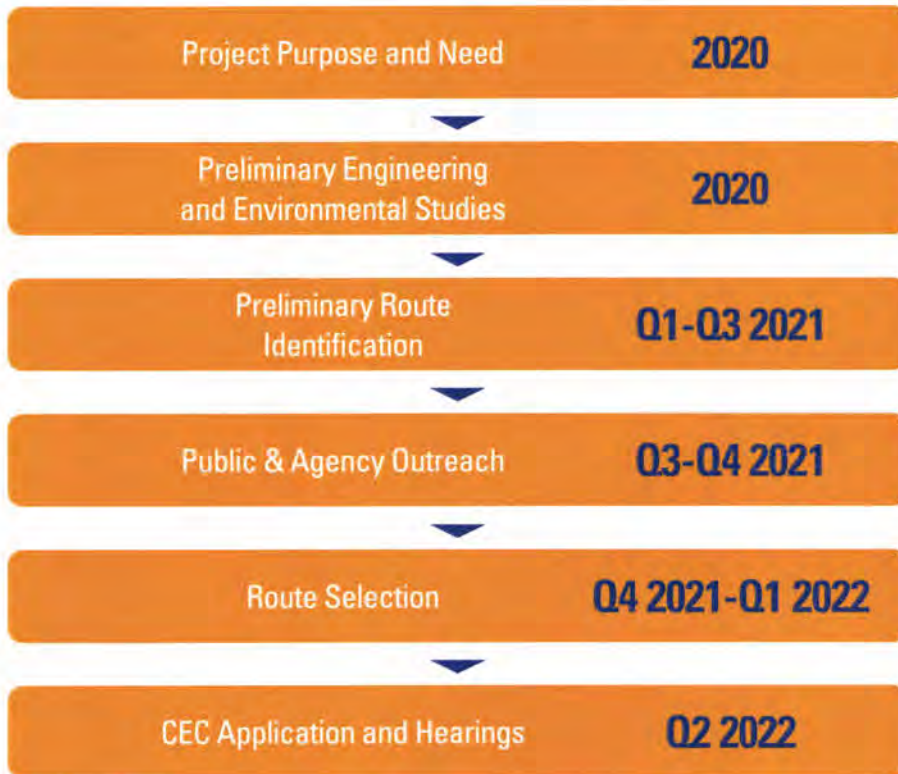 Project Purpose and Need 2020
Preliminary Engineering
and Environmental Studies 2020
Preliminary Route
Identification Q1-Q3 2021
Public & Agency Outreach Q3-Q4 2021
Route Selection Q4 2021-Q1 2022
CEC Application and Hearings Q2 2022